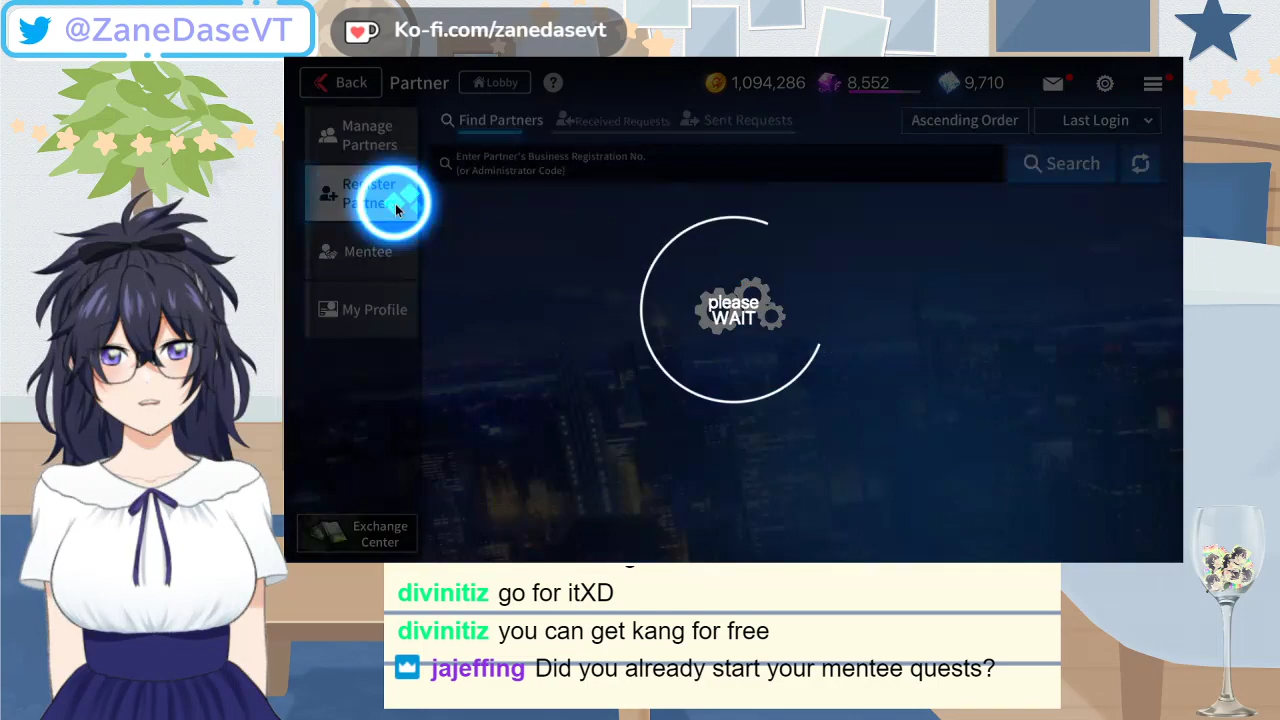 @ZaneDaseVT
Ko-fi.com/zanedasevt
Back
Partner
Lobby
?
1,094,286
8,552
9,710
Manage
Partners
Register
Partner
Mentee
My Profile
Exchange
Center
Find Partners
Received Requests
Sent Requests
Ascending Order
Last Login
Enter Partner's Business Registration No.
(or Administrator Code)
Search
please
WAIT
divinitiz go for itXD
divinitiz you can get kang for free
jajeffing Did you already start your mentee quests?